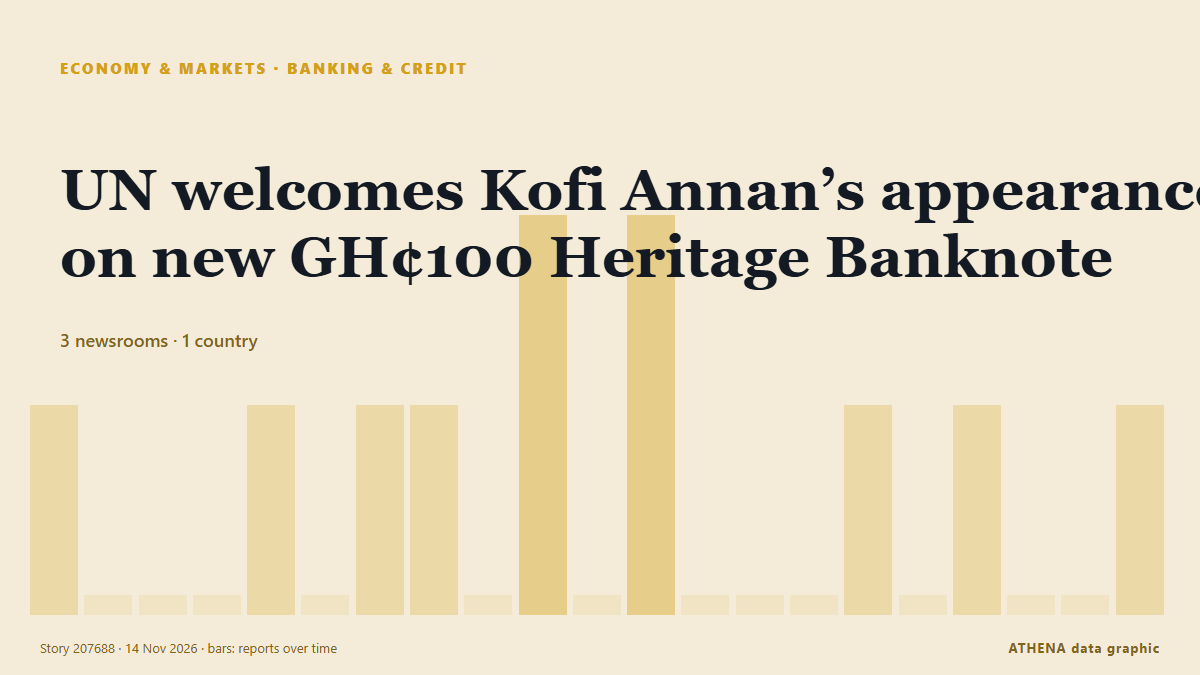 ECONOMY & MARKETS · BANKING & CREDIT
UN welcomes Kofi Annan’s appearance
on new GH¢100 Heritage Banknote
3 newsrooms · 1 country
Story 207688 · 14 Nov 2026 · bars: reports over time
ATHENA data graphic